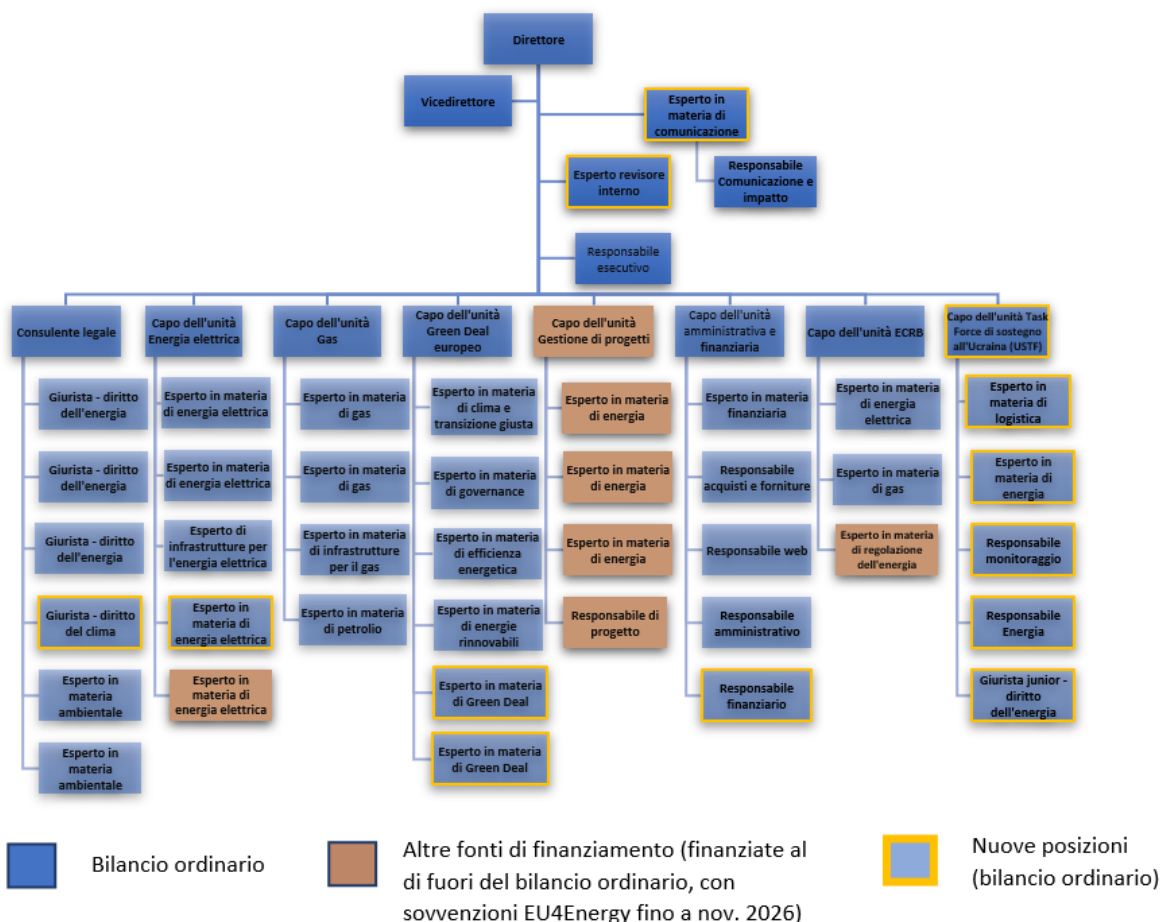 Direttore
Vicedirettore
Esperto in
materia di
comunicazione
Responsabile
Comunicazione e
impatto
Esperto revisore
interno
Responsabile
esecutivo
Consulente legale
Capo dell'unità
Energia elettrica
Capo dell'unità
Gas
Capo dell'unità
Green Deal
europeo
Capo dell'unità
Gestione di progetti
Capo dell'unità
amministrativa e
finanziaria
Capo dell'unità ECRB
Capo dell'unità Task
Force di sostegno
all'Ucraina (USTF)
Giurista - diritto
dell'energia
Giurista - diritto
dell'energia
Giurista - diritto
dell'energia
Giurista - diritto
del clima
Esperto in
materia
ambientale
Esperto in
materia
ambientale
Esperto in materia
di energia elettrica
Esperto in materia
di energia elettrica
Esperto di
infrastrutture per
l'energia elettrica
Esperto in
materia di
energia elettrica
Esperto in
materia di
energia elettrica
Esperto in materia
di gas
Esperto in materia
di gas
Esperto in materia
di infrastrutture
per il gas
Esperto in materia
di petrolio
Esperto in materia
di clima e
transizione giusta
Esperto in materia
di governance
Esperto in materia
di efficienza
energetica
Esperto in materia
di energie
rinnovabili
Esperto in materia
di Green Deal
Esperto in materia
di Green Deal
Esperto in materia
di energia
Esperto in materia
di energia
Esperto in materia
di energia
Responsabile di
progetto
Esperto in materia
finanziaria
Responsabile
acquisti e forniture
Responsabile web
Responsabile
amministrativo
Responsabile
finanziario
Esperto in materia
di energia
elettrica
Esperto in materia
di gas
Esperto in materia
di regolazione
dell'energia
Esperto in
materia di
logistica
Esperto in
materia di
energia
Responsabile
monitoraggio
Responsabile
Energia
Giurista junior -
diritto
dell'energia
Bilancio ordinario
Altre fonti di finanziamento (finanziate al
di fuori del bilancio ordinario, con
sovvenzioni EU4Energy fino a nov. 2026)
Nuove posizioni
(bilancio ordinario)